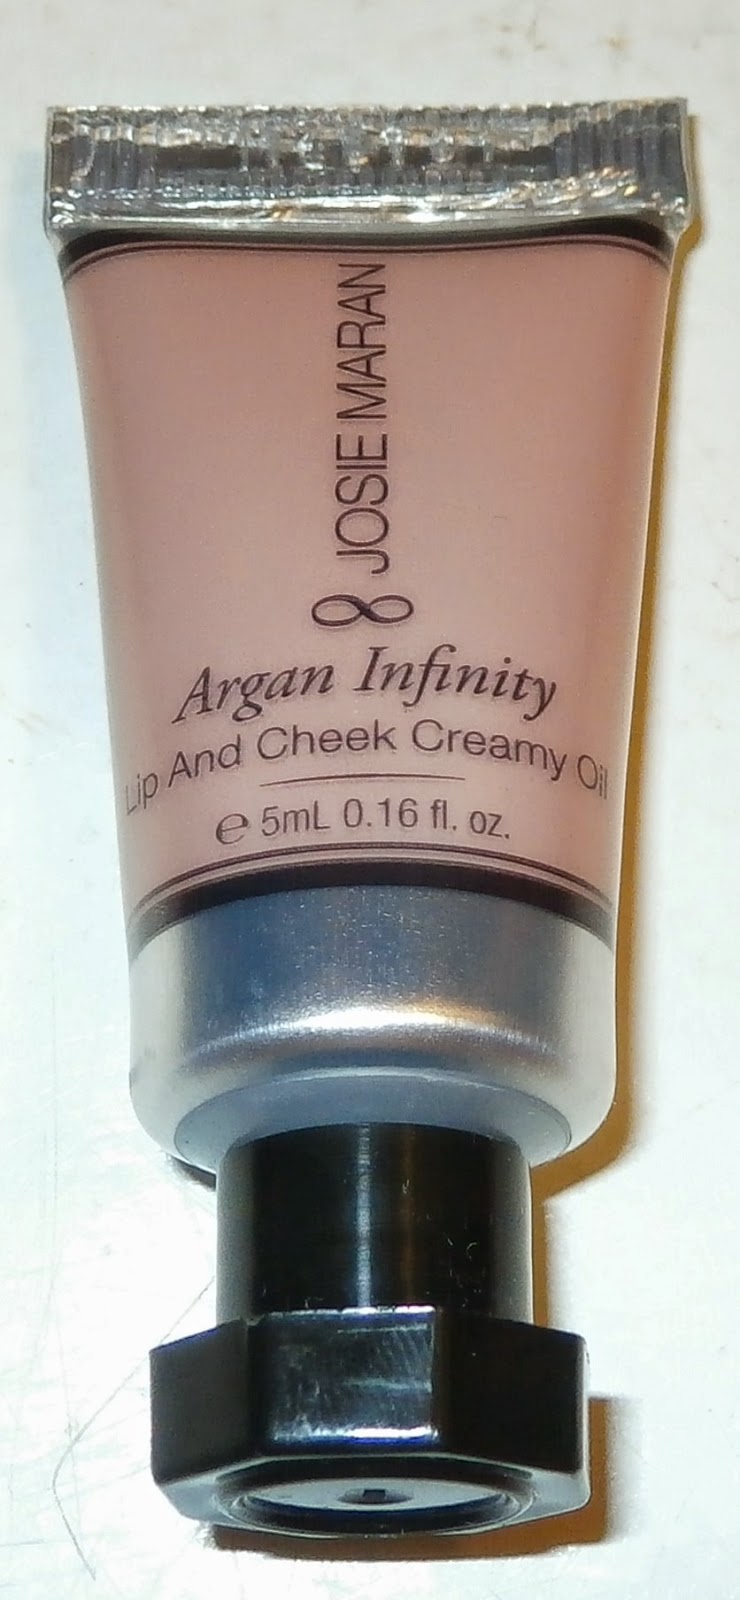 JOSIE MARAN
Argan Infinity
Lip And Cheek Creamy Oil
℮ 5mL 0.16 fl. oz.